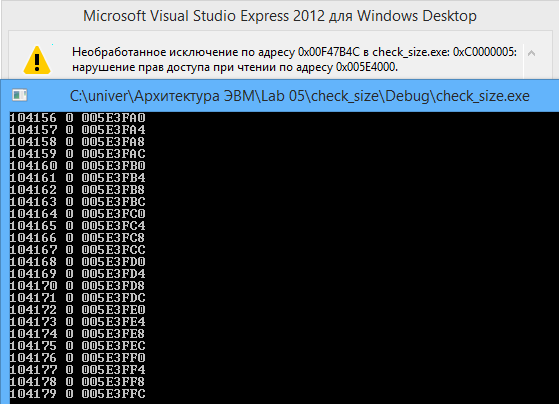 Microsoft Visual Studio Express 2012 для Windows Desktop
Необработанное исключение по адресу 0x00F47B4C в check_size.exe: 0xC0000005:
нарушение прав доступа при чтении по адресу 0x005E4000.
C:\univer\Архитектура ЭВМ\Lab 05\check_size\Debug\check_size.exe
104156 0 005E3FA0
104157 0 005E3FA4
104158 0 005E3FA8
104159 0 005E3FAC
104160 0 005E3FB0
104161 0 005E3FB4
104162 0 005E3FB8
104163 0 005E3FBC
104164 0 005E3FC0
104165 0 005E3FC4
104166 0 005E3FC8
104167 0 005E3FCC
104168 0 005E3FD0
104169 0 005E3FD4
104170 0 005E3FD8
104171 0 005E3FDC
104172 0 005E3FE0
104173 0 005E3FE4
104174 0 005E3FE8
104175 0 005E3FEC
104176 0 005E3FF0
104177 0 005E3FF4
104178 0 005E3FF8
104179 0 005E3FFC